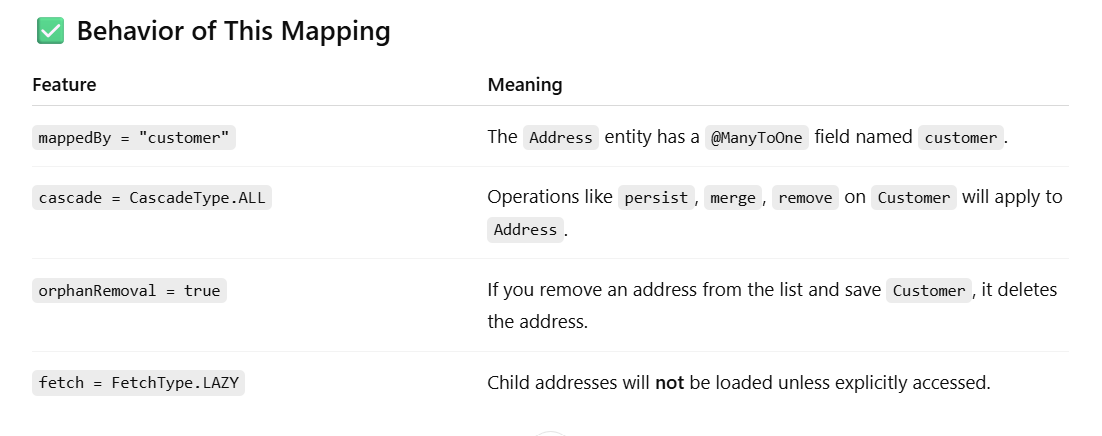 ✅ Behavior of This Mapping
Feature Meaning
mappedBy = "customer" The Address entity has a @ManyToOne field named customer.
cascade = CascadeType.ALL Operations like persist, merge, remove on Customer will apply to
Address.
orphanRemoval = true If you remove an address from the list and save Customer, it deletes
the address.
fetch = FetchType.LAZY Child addresses will not be loaded unless explicitly accessed.